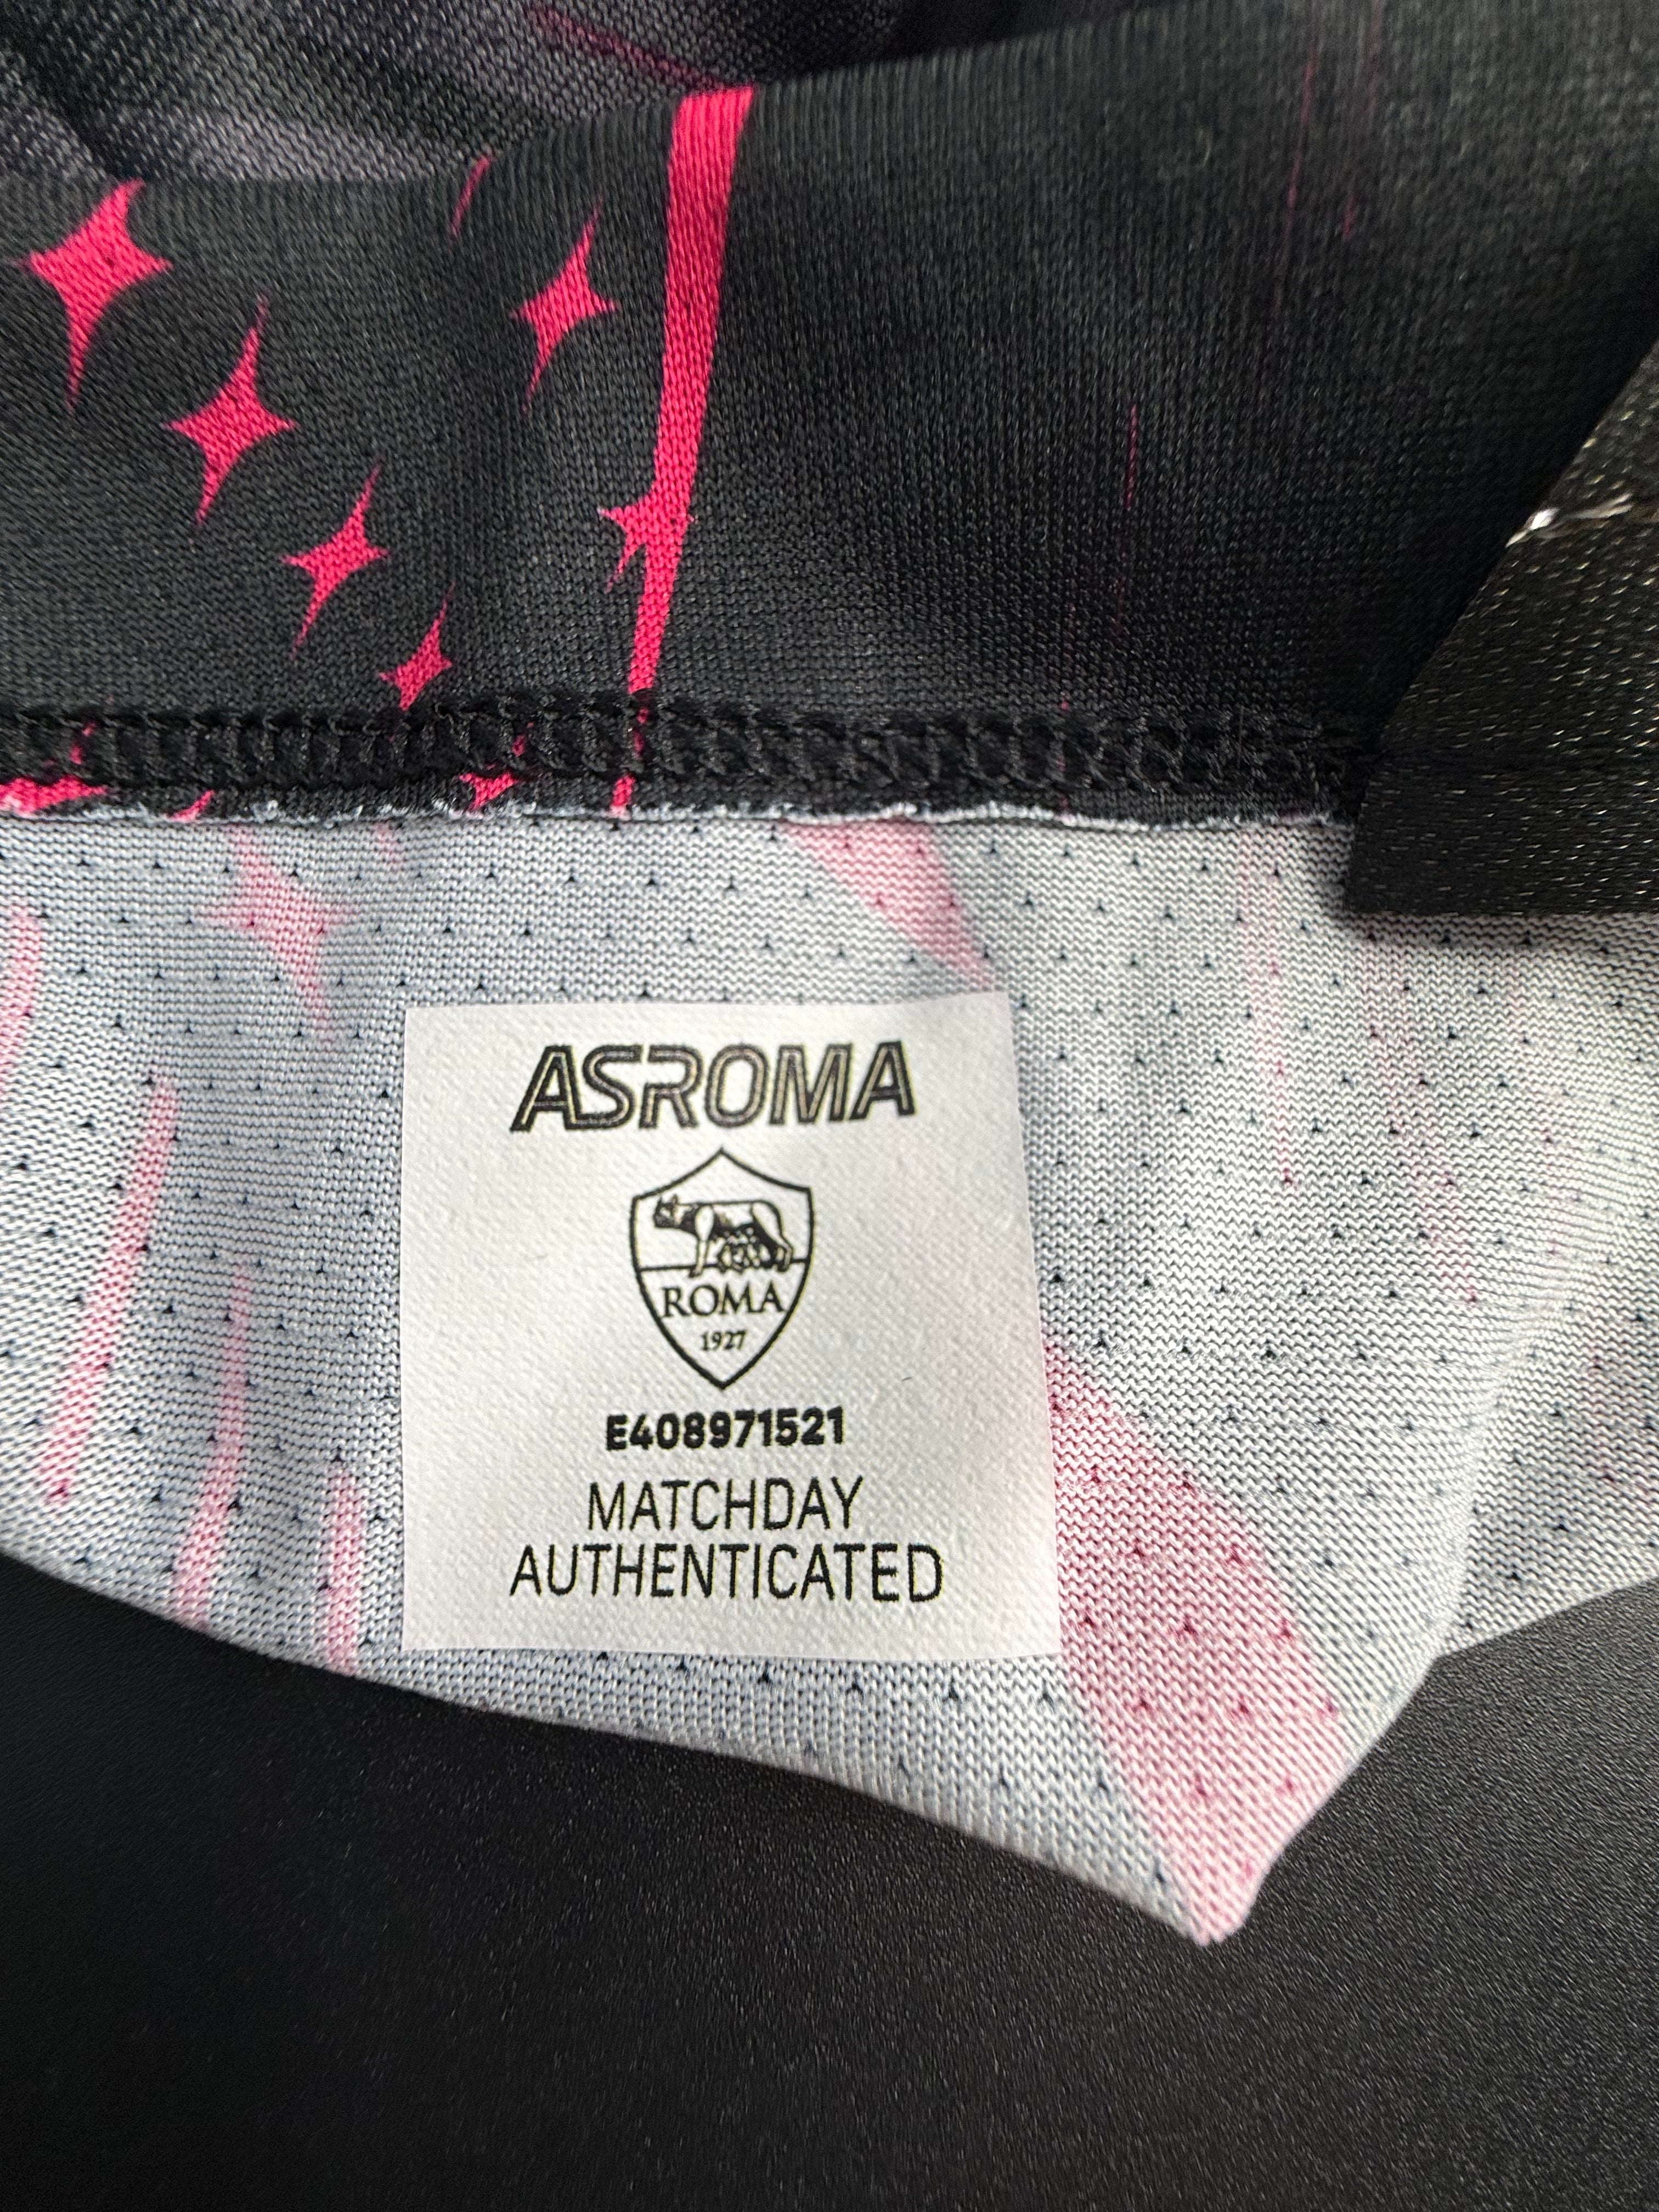 ASROMA
ROMA
1927
E408971521
MATCHDAY
AUTHENTICATED